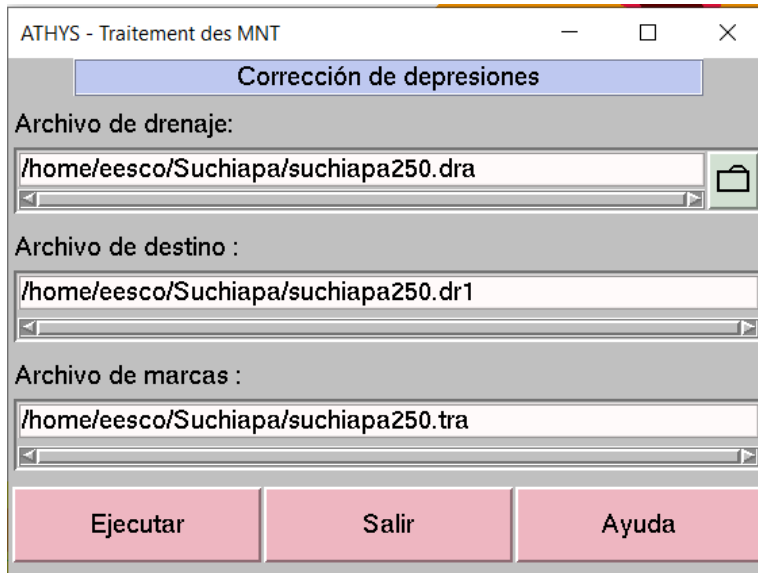 ATHYS - Traitement des MNT
Corrección de depresiones
Archivo de drenaje:
/home/eesco/Suchiapa/suchiapa250.dra
Archivo de destino :
/home/eesco/Suchiapa/suchiapa250.dr1
Archivo de marcas :
/home/eesco/Suchiapa/suchiapa250.tra
Ejecutar Salir Ayuda